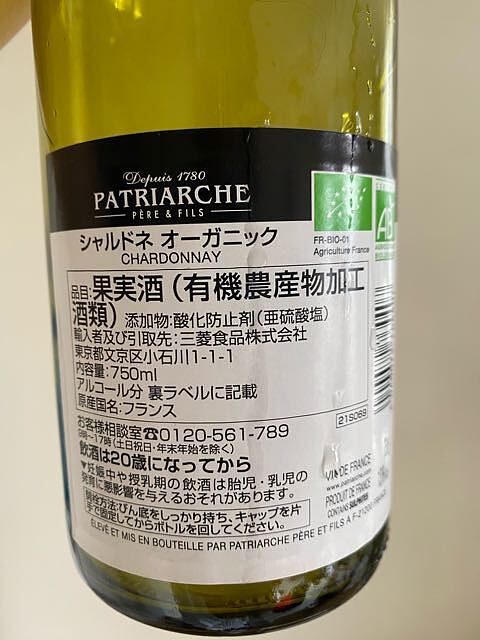 Depuis 1780
PATRIARCHE
PÈRE & FILS
シャルドネ オーガニック
CHARDONNAY
FR-BIO-01
Agriculture France
AB
品目:果実酒(有機農産物加工
酒類) 添加物:酸化防止剤(亜硫酸塩)
輸入者及び引取先:三菱食品株式会社
東京都文京区小石川1-1-1
内容量:750ml
アルコール分 裏ラベルに記載
原産国名:フランス
21S069
お客様相談室☎0120-561-789
9時〜17時(土日祝日・年末年始を除く)
飲酒は20歳になってから
▼妊娠中や授乳期の飲酒は胎児・乳児の
発育に悪影響を与えるおそれがあります。
開栓方法:びん底をしっかり持ち、キャップを片
手で固定してからボトルを回してください。
VIN DE FRANCE
www.patriarche.com
PRODUIT DE FRANCE
CONTAINS SULPHITES
ÉLEVÉ ET MIS EN BOUTEILLE PAR PATRIARCHE PÈRE ET FILS À F-21